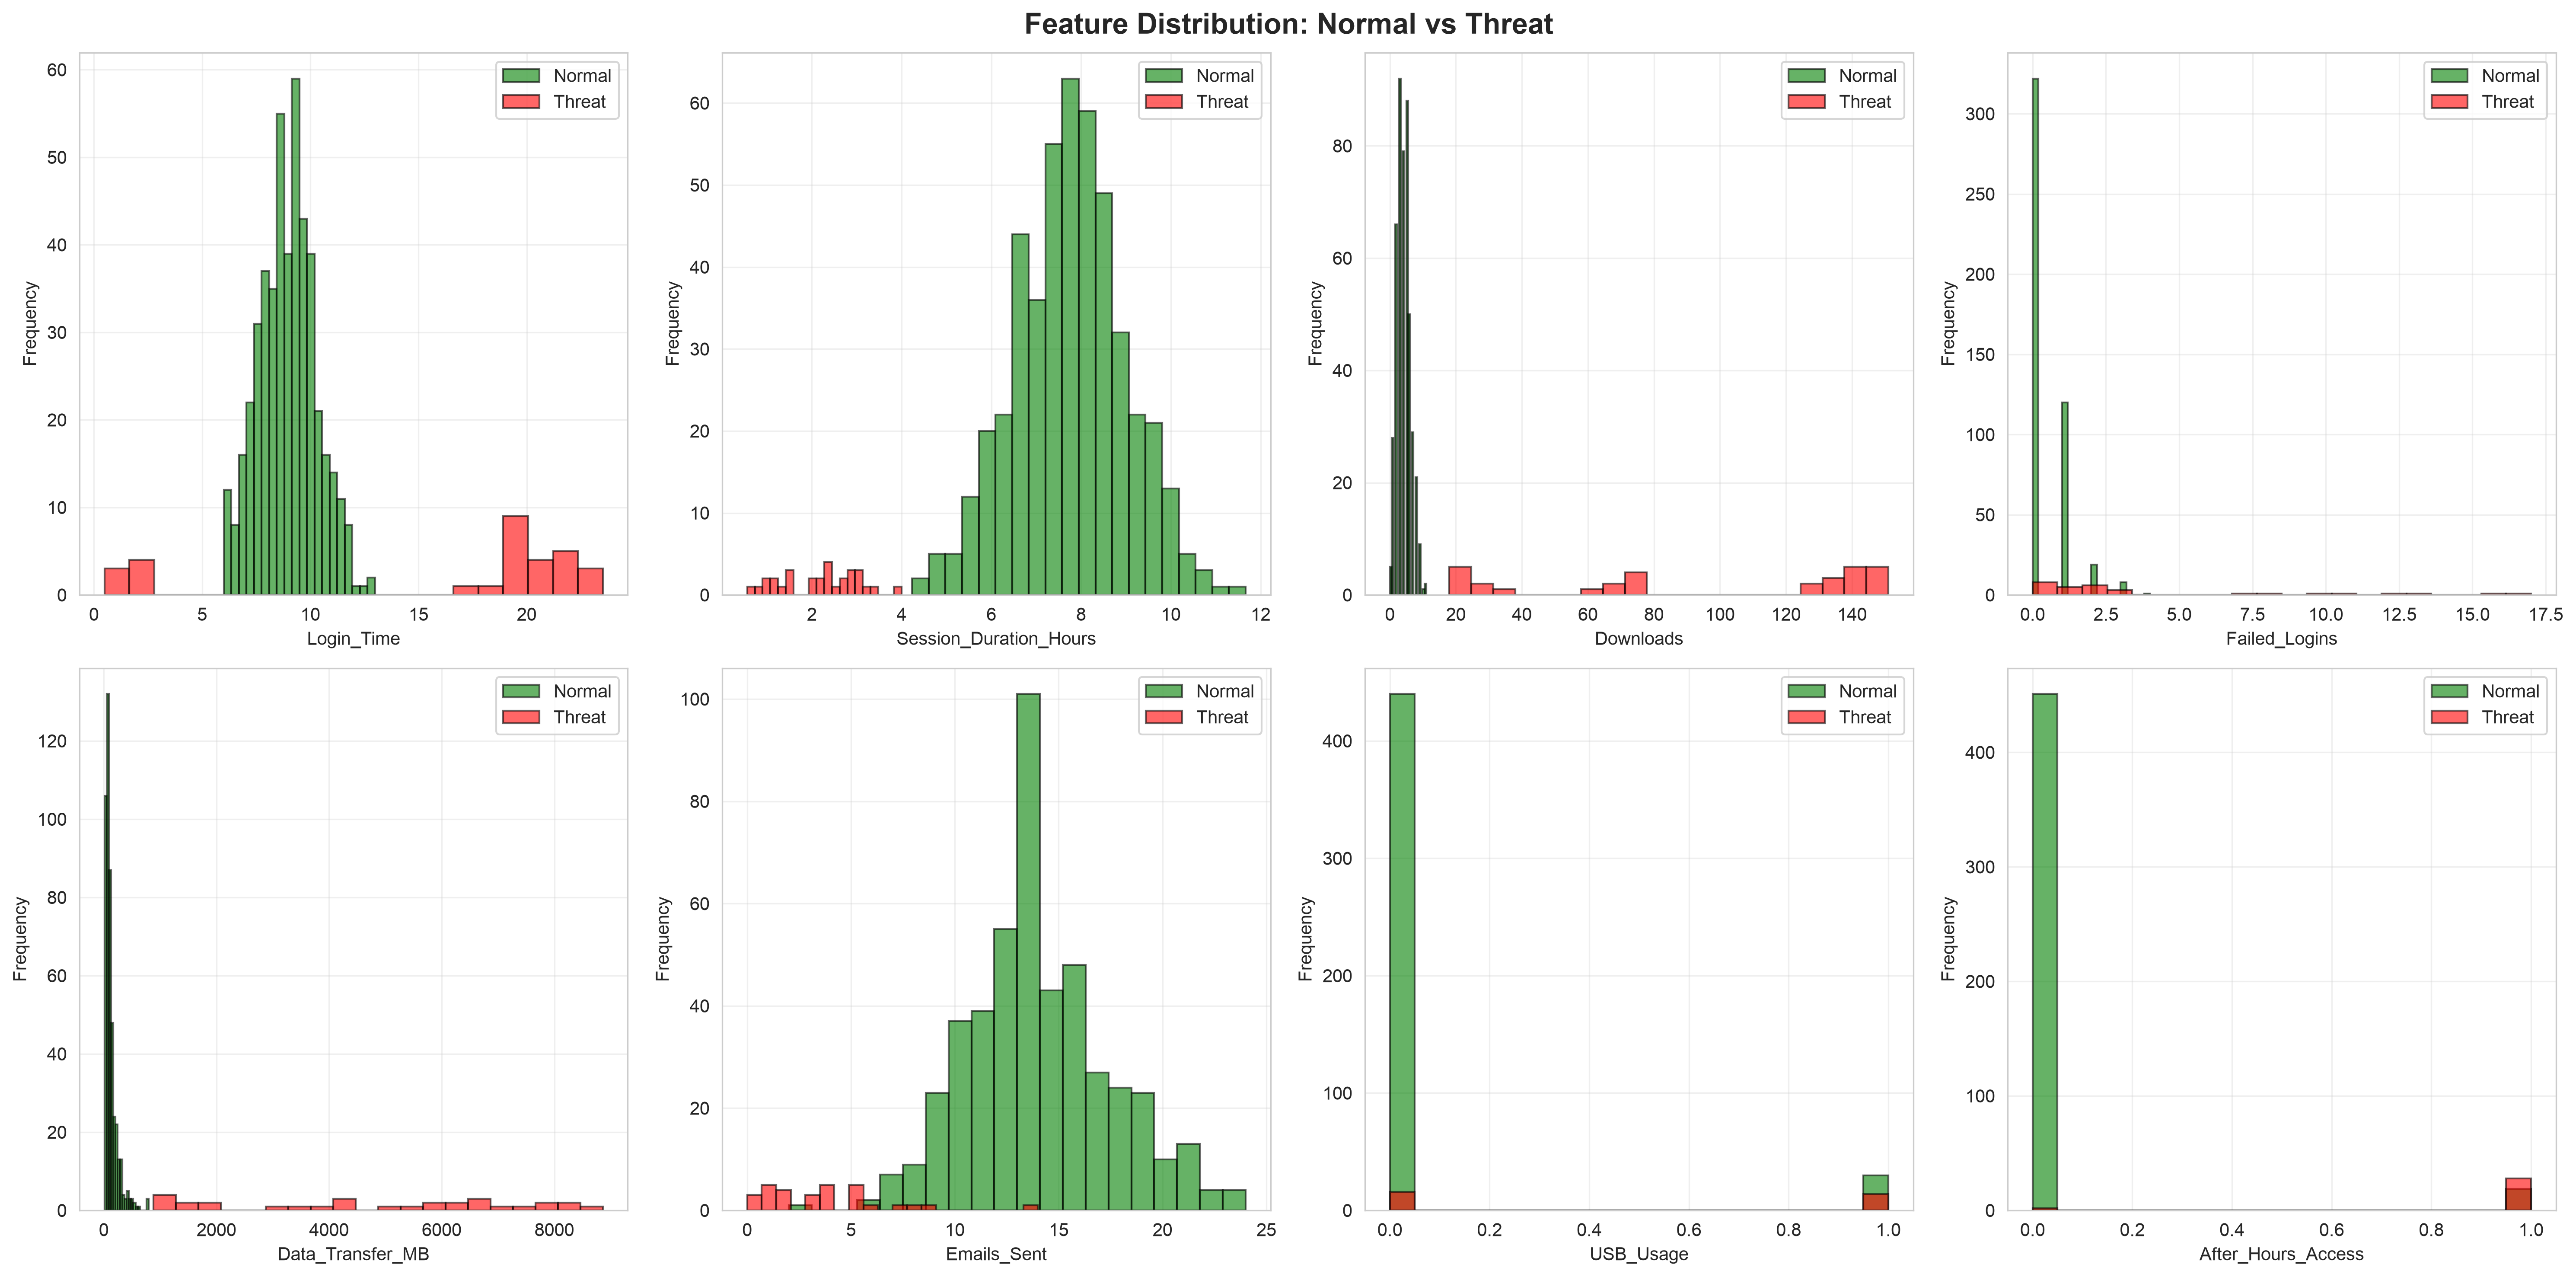 Feature Distribution: Normal vs Threat
60
50
40
30
20
10
0
Frequency
0 5 10 15 20
Login_Time
Normal
Threat
60
50
40
30
20
10
0
Frequency
2 4 6 8 10 12
Session_Duration_Hours
Normal
Threat
80
60
40
20
0
Frequency
0 20 40 60 80 100 120 140
Downloads
Normal
Threat
300
250
200
150
100
50
0
Frequency
0.0 2.5 5.0 7.5 10.0 12.5 15.0 17.5
Failed_Logins
Normal
Threat
120
100
80
60
40
20
0
Frequency
0 2000 4000 6000 8000
Data_Transfer_MB
Normal
Threat
100
80
60
40
20
0
Frequency
0 5 10 15 20 25
Emails_Sent
Normal
Threat
400
300
200
100
0
Frequency
0.0 0.2 0.4 0.6 0.8 1.0
USB_Usage
Normal
Threat
400
300
200
100
0
Frequency
0.0 0.2 0.4 0.6 0.8 1.0
After_Hours_Access
Normal
Threat